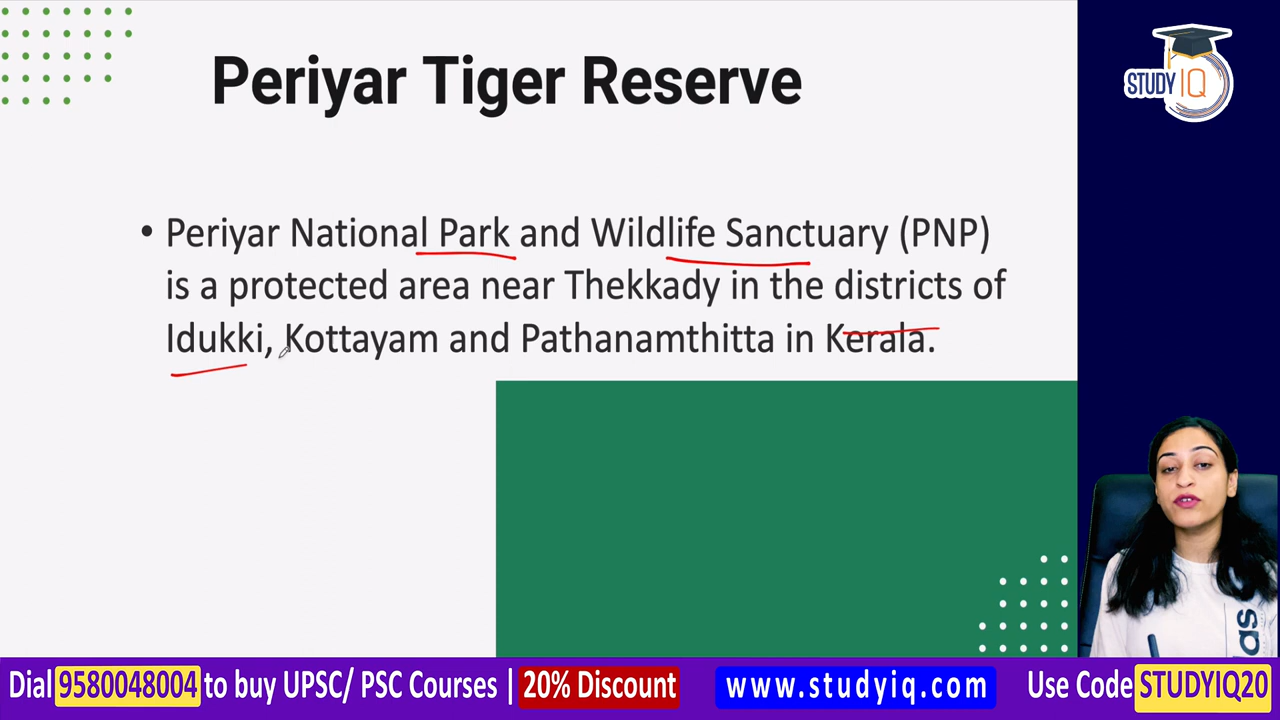 Periyar Tiger Reserve
STUDY IQ
• Periyar National Park and Wildlife Sanctuary (PNP)
is a protected area near Thekkady in the districts of
Idukki, Kottayam and Pathanamthitta in Kerala.
as
Dial 9580048004 to buy UPSC/ PSC Courses | 20% Discount www.studyiq.com Use Code STUDYIQ20